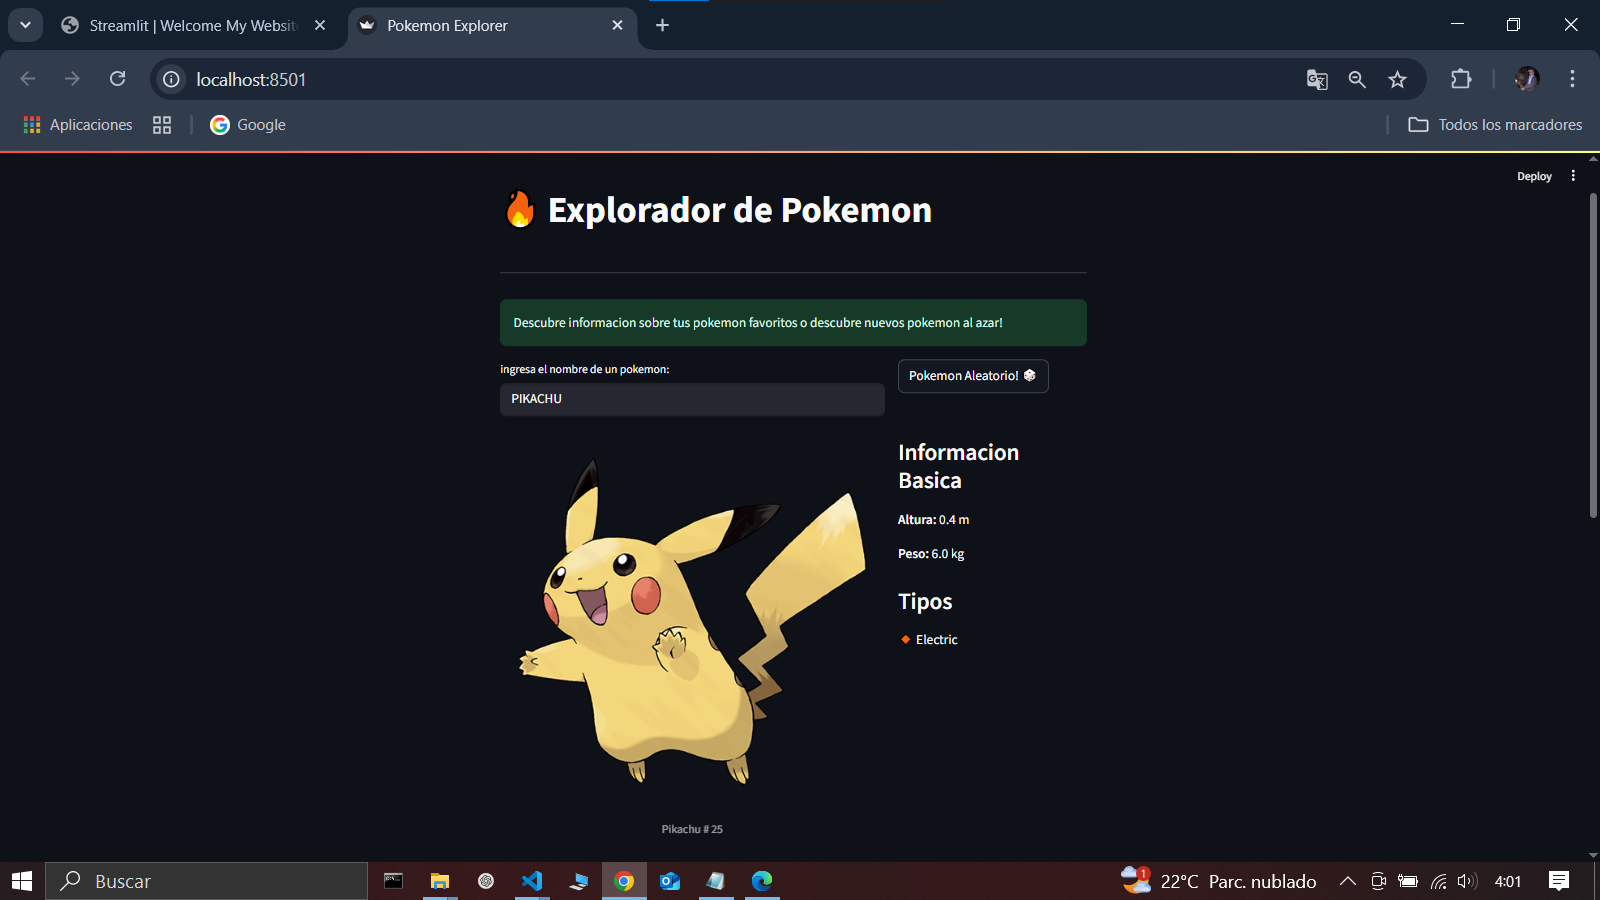 Streamlit | Welcome My Websit
Pokemon Explorer
localhost:8501
Aplicaciones
Google
Todos los marcadores
Deploy
Explorador de Pokemon
Descubre informacion sobre tus pokemon favoritos o descubre nuevos pokemon al azar!
ingresa el nombre de un pokemon:
Pokemon Aleatorio!
PIKACHU
Informacion
Basica
Altura: 0.4 m
Peso: 6.0 kg
Tipos
Electric
Pikachu # 25
Buscar
1
22°C Parc. nublado
4:01